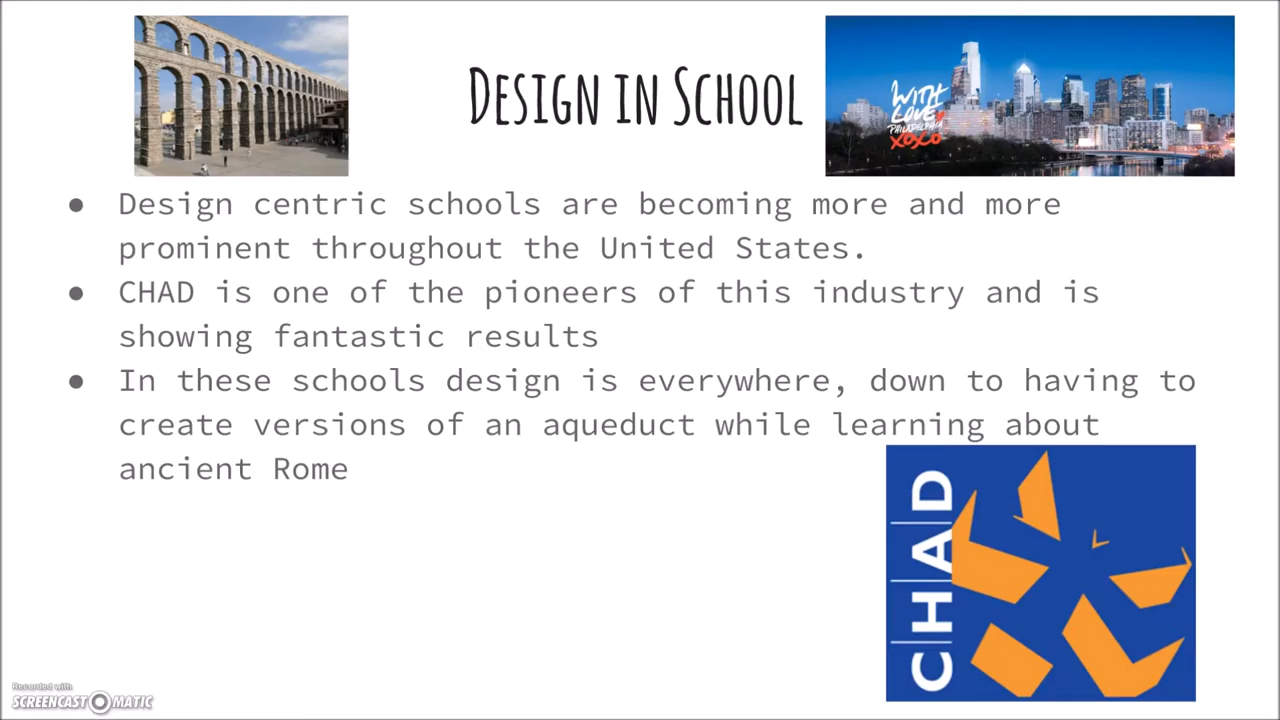 DESIGN IN SCHOOL
WITH
LOVE,
PHILADELPHIA
XOXO
● Design centric schools are becoming more and more
prominent throughout the United States.
● CHAD is one of the pioneers of this industry and is
showing fantastic results
● In these schools design is everywhere, down to having to
create versions of an aqueduct while learning about
ancient Rome
C|H|A|D
Recorded with
SCREENCAST MATIC